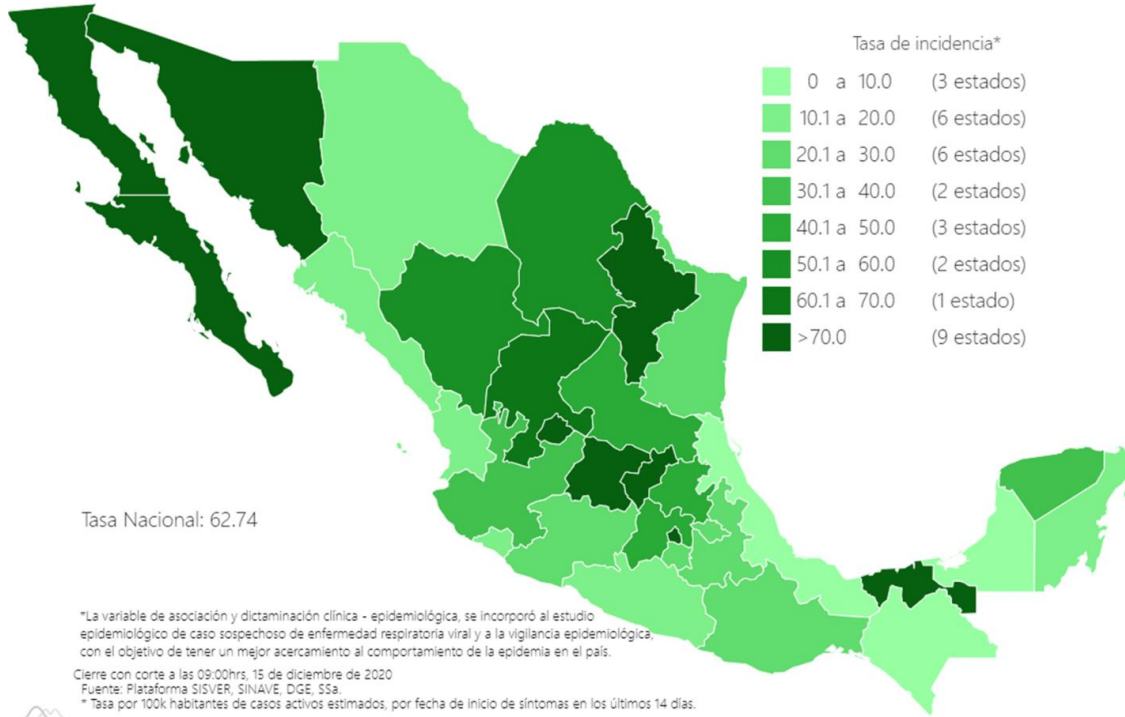 Tasa de incidencia*
0 a 10.0 (3 estados)
10.1 a 20.0 (6 estados)
20.1 a 30.0 (6 estados)
30.1 a 40.0 (2 estados)
40.1 a 50.0 (3 estados)
50.1 a 60.0 (2 estados)
60.1 a 70.0 (1 estado)
>70.0 (9 estados)
Tasa Nacional: 62.74
*La variable de asociación y dictaminación clínica - epidemiológica, se incorporó al estudio
epidemiológico de caso sospechoso de enfermedad respiratoria viral y a la vigilancia epidemiológica,
con el objetivo de tener un mejor acercamiento al comportamiento de la epidemia en el país.
Cierre con corte a las 09:00hrs, 15 de diciembre de 2020
Fuente: Plataforma SISVER, SINAVE, DGE, SSa.
* Tasa por 100k habitantes de casos activos estimados, por fecha de inicio de síntomas en los últimos 14 días.